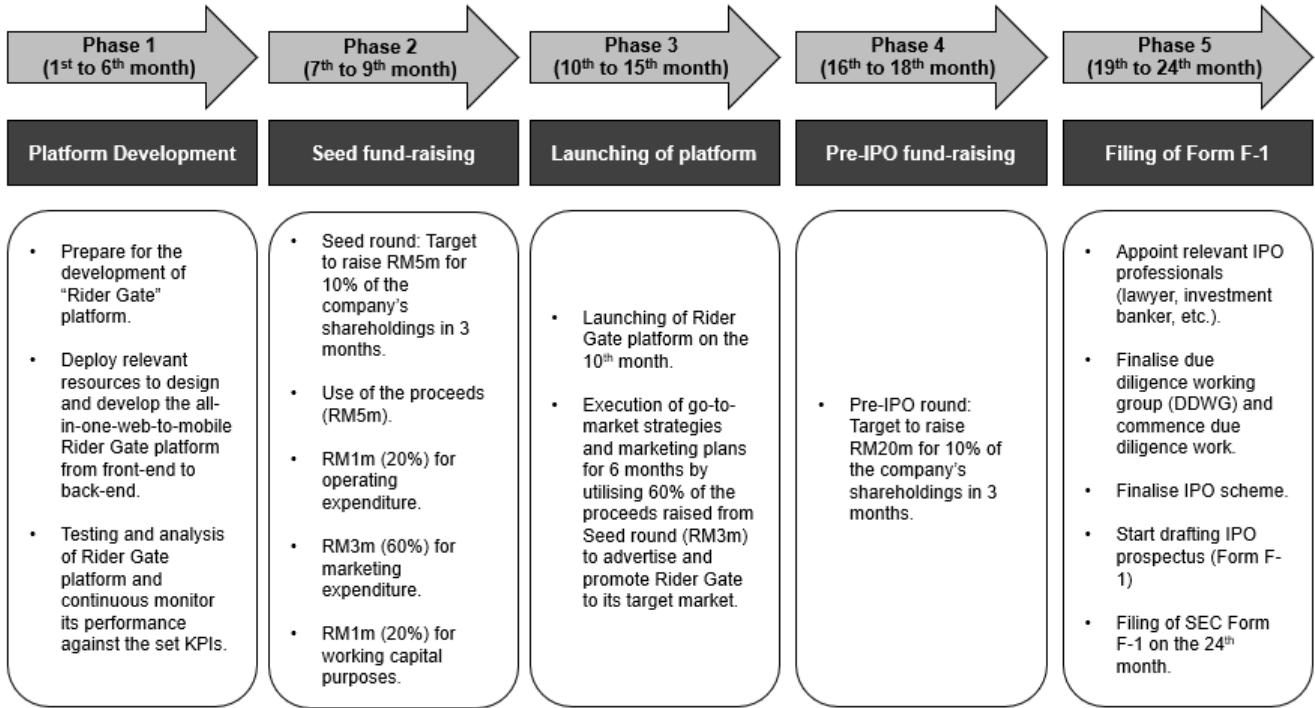 Phase 1
(1st to 6th month)
Phase 2
(7th to 9th month)
Phase 3
(10th to 15th month)
Phase 4
(16th to 18th month)
Phase 5
(19th to 24th month)
Platform Development
Seed fund-raising
Launching of platform
Pre-IPO fund-raising
Filing of Form F-1
• Prepare for the
development of
“Rider Gate”
platform.
• Deploy relevant
resources to design
and develop the all-
in-one-web-to-mobile
Rider Gate platform
from front-end to
back-end.
• Testing and analysis
of Rider Gate
platform and
continuous monitor
its performance
against the set KPIs.
• Seed round: Target
to raise RM5m for
10% of the
company’s
shareholdings in 3
months.
• Use of the proceeds
(RM5m).
• RM1m (20%) for
operating
expenditure.
• RM3m (60%) for
marketing
expenditure.
• RM1m (20%) for
working capital
purposes.
• Launching of Rider
Gate platform on the
10th month.
• Execution of go-to-
market strategies
and marketing plans
for 6 months by
utilising 60% of the
proceeds raised from
Seed round (RM3m)
to advertise and
promote Rider Gate
to its target market.
• Pre-IPO round:
Target to raise
RM20m for 10% of
the company’s
shareholdings in 3
months.
• Appoint relevant IPO
professionals
(lawyer, investment
banker, etc.).
• Finalise due
diligence working
group (DDWG) and
commence due
diligence work.
• Finalise IPO scheme.
• Start drafting IPO
prospectus (Form F-
1)
• Filing of SEC Form
F-1 on the 24th
month.